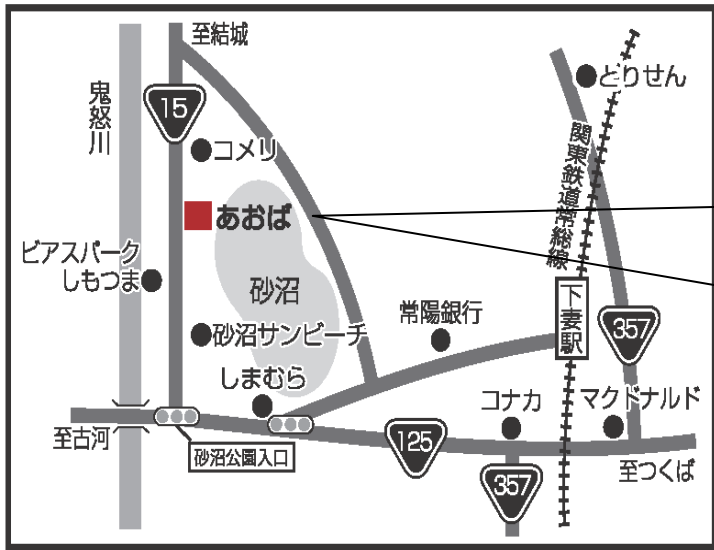 至結城
とりせん
15
鬼怒川
コメリ
関東鉄道常総線
あおば
ビアスパーク
しもつま
砂沼
常陽銀行
下妻駅
357
砂沼サンビーチ
しまむら
コナカ
マクドナルド
至古河
125
砂沼公園入口
357
至つくば